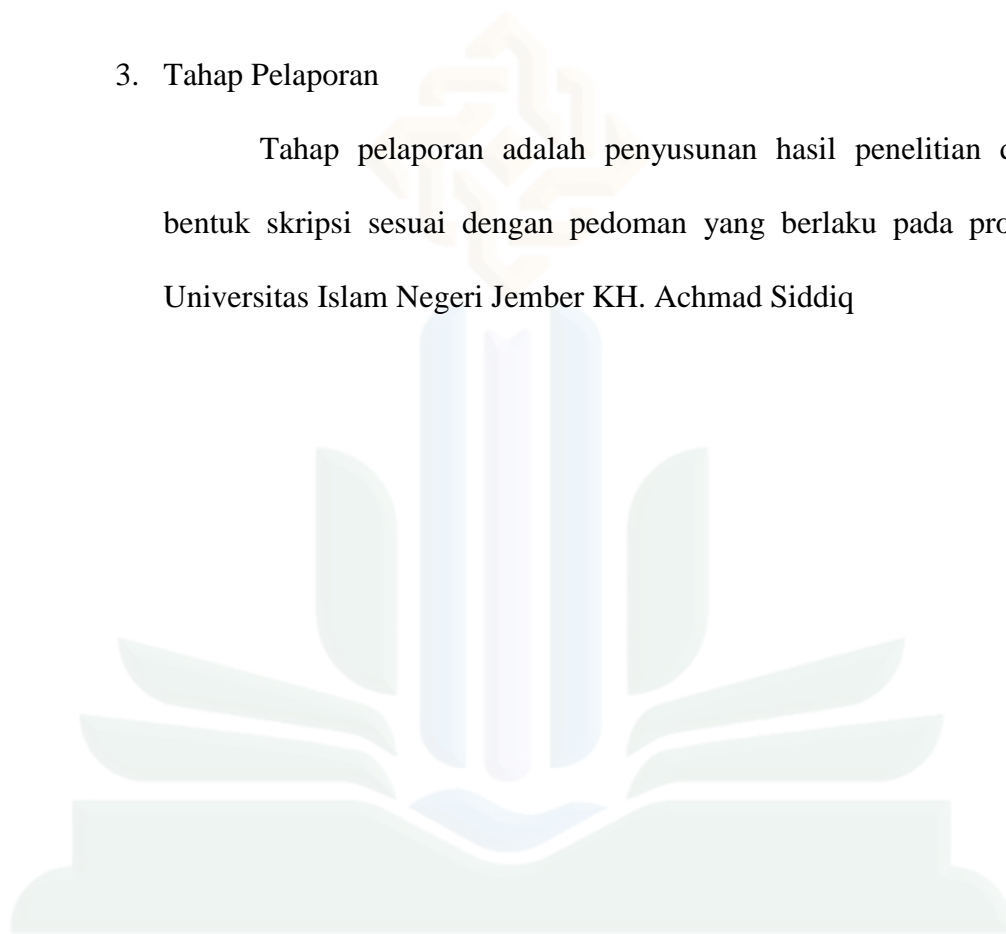 3. Tahap Pelaporan
Tahap pelaporan adalah penyusunan hasil penelitian
bentuk skripsi sesuai dengan pedoman yang berlaku pada
Universitas Islam Negeri Jember KH. Achmad Siddiq